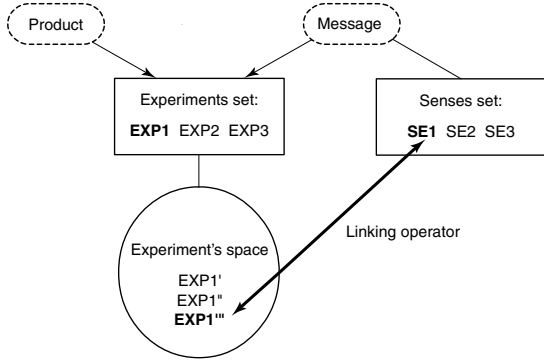 Product
Message
Experiments set:
EXP1 EXP2 EXP3
Senses set:
SE1 SE2 SE3
Experiment's space
EXP1'
EXP1"
EXP1'"
Linking operator